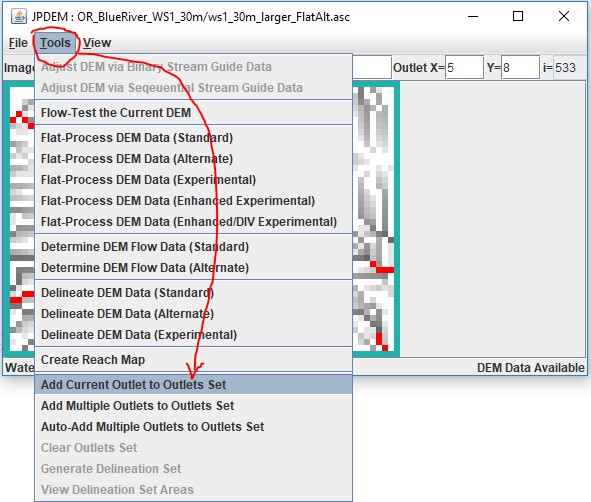 JPDEM : OR_BlueRiver_WS1_30m/ws1_30m_larger_FlatAlt.asc
File Tools View
Outlet X= 5 Y= 8 i= 533
Adjust DEM via Binary Stream Guide Data
Adjust DEM via Seqeuential Stream Guide Data
Flow-Test the Current DEM
Flat-Process DEM Data (Standard)
Flat-Process DEM Data (Alternate)
Flat-Process DEM Data (Experimental)
Flat-Process DEM Data (Enhanced Experimental)
Flat-Process DEM Data (Enhanced/DIV Experimental)
Determine DEM Flow Data (Standard)
Determine DEM Flow Data (Alternate)
Delineate DEM Data (Standard)
Delineate DEM Data (Alternate)
Delineate DEM Data (Experimental)
Create Reach Map
DEM Data Available
Add Current Outlet to Outlets Set
Add Multiple Outlets to Outlets Set
Auto-Add Multiple Outlets to Outlets Set
Clear Outlets Set
Generate Delineation Set
View Delineation Set Areas